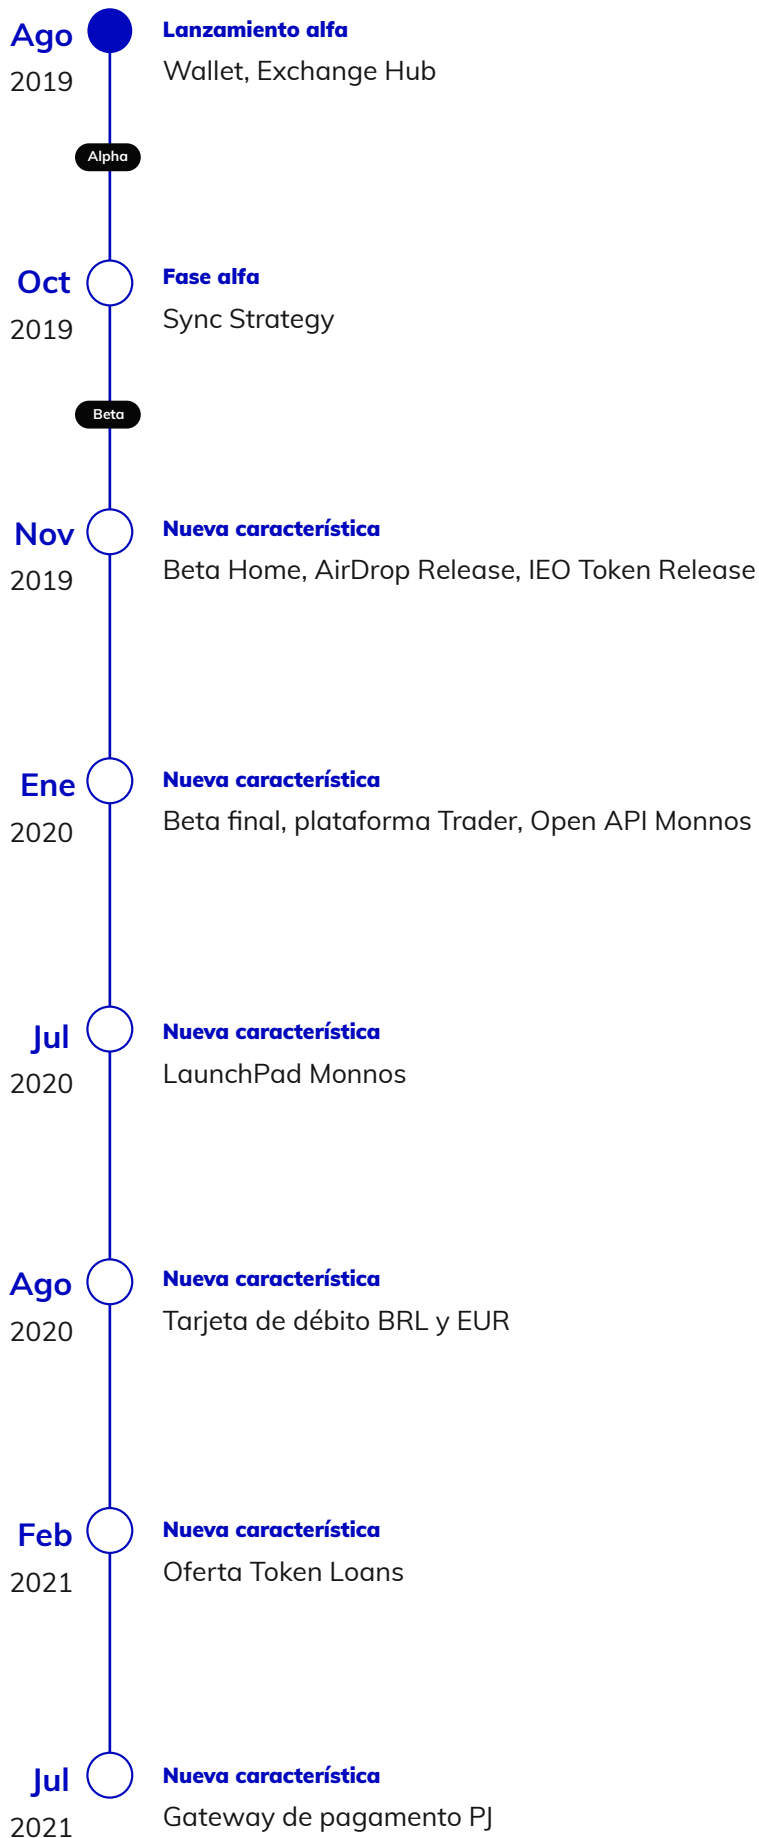 Ago
2019
Lanzamiento alfa
Wallet, Exchange Hub
Alpha
Oct
2019
Fase alfa
Sync Strategy
Beta
Nov
2019
Nueva característica
Beta Home, AirDrop Release, IEO Token Release
Ene
2020
Nueva característica
Beta final, plataforma Trader, Open API Monnos
Jul
2020
Nueva característica
LaunchPad Monnos
Ago
2020
Nueva característica
Tarjeta de débito BRL y EUR
Feb
2021
Nueva característica
Oferta Token Loans
Jul
2021
Nueva característica
Gateway de pagamento PJ